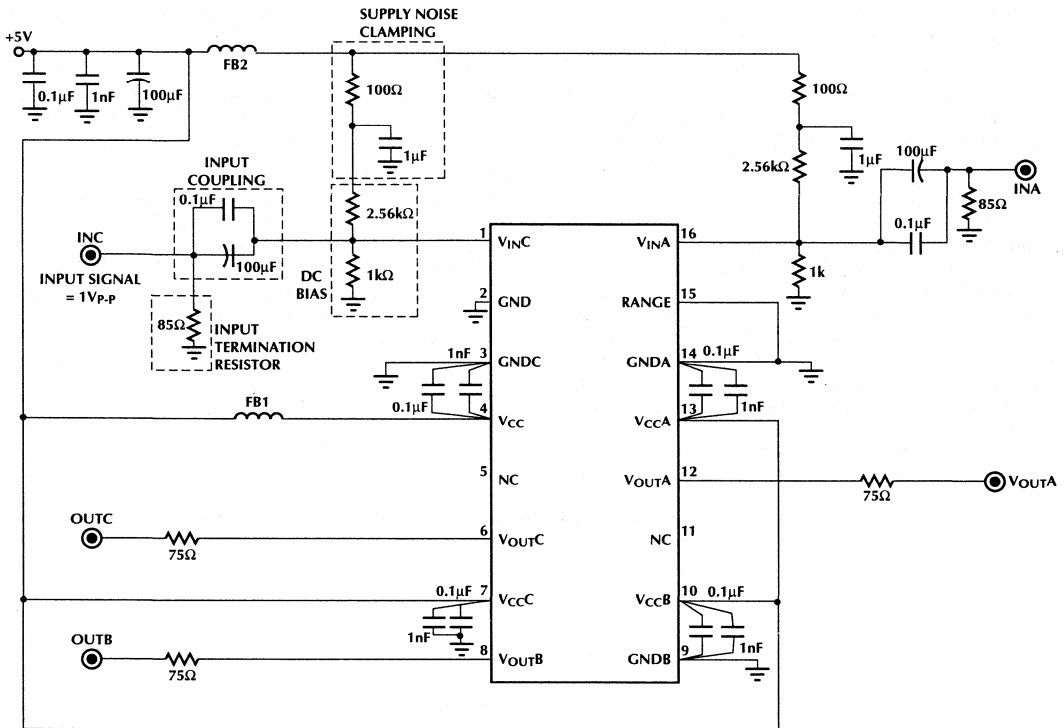 SUPPLY NOISE
CLAMPING
+5V
FB2
0.1µF
1nF
100µF
100Ω
1µF
100Ω
1µF
2.56kΩ
100µF
INA
85Ω
0.1µF
INPUT
COUPLING
0.1µF
100µF
2.56kΩ
INC
INPUT SIGNAL
= 1VP-P
DC
BIAS
1kΩ
1k
85Ω
INPUT
TERMINATION
RESISTOR
1 VINC
VINA 16
2 GND
RANGE 15
1nF 3 GNDC
GNDA 14 0.1µF
0.1µF 4 VCC
VCCA 13 1nF
FB1
5 NC
VOUTA 12
75Ω
VOUTA
OUTC
75Ω
6 VOUTC
NC 11
0.1µF 7 VCCC
VCCB 10 0.1µF
1nF
1nF
OUTB
75Ω
8 VOUTB
GNDB 9